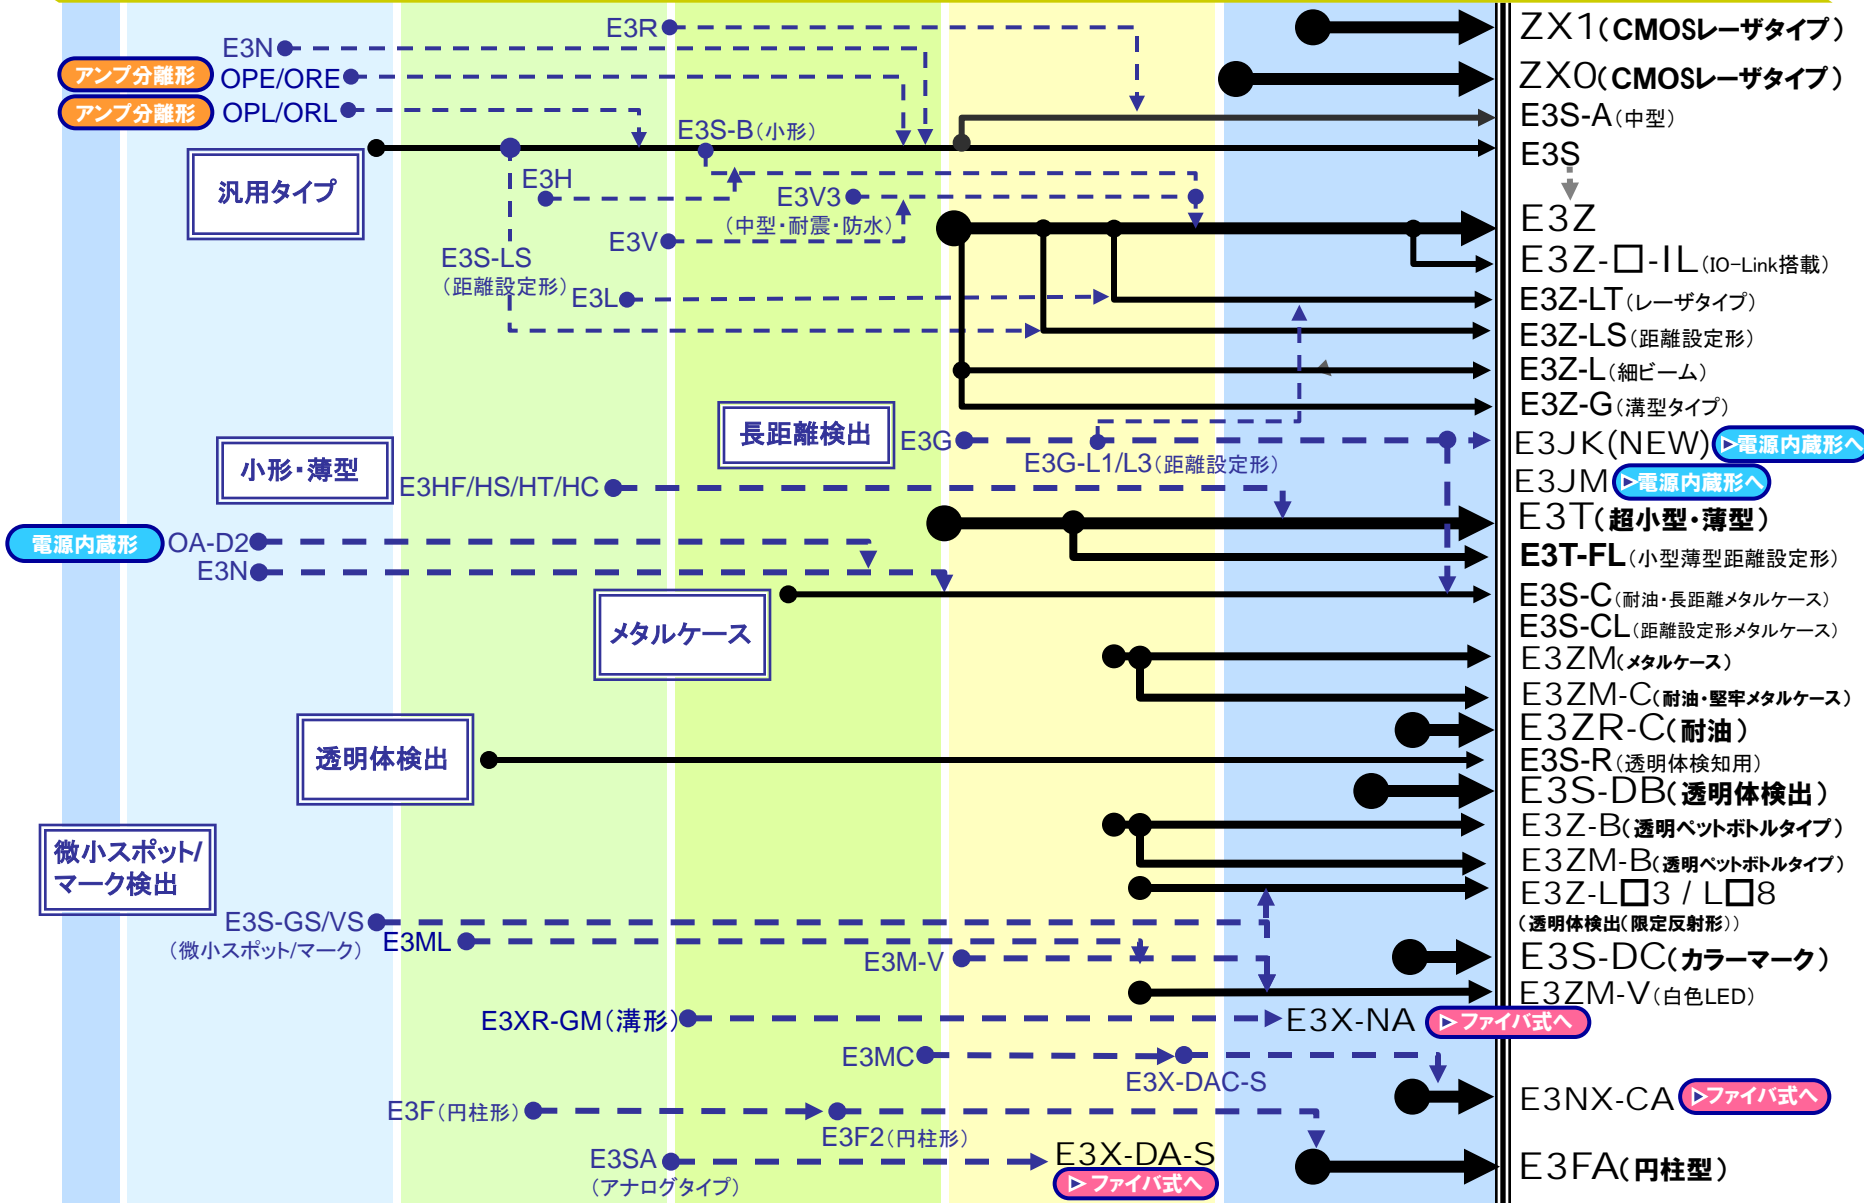 E3R
ZX1(CMOSレーザタイプ)
E3N
アンプ分離形 OPE/ORE
ZX0(CMOSレーザタイプ)
アンプ分離形 OPL/ORL
E3S-A(中型)
E3S-B(小形)
E3S
汎用タイプ
E3H
E3V3
(中型・耐震・防水)
E3Z
E3V
E3S-LS
(距離設定形)
E3Z-□-IL(IO-Link搭載)
E3L
E3Z-LT(レーザタイプ)
E3Z-LS(距離設定形)
E3Z-L(細ビーム)
E3Z-G(溝型タイプ)
長距離検出
E3G
E3JK(NEW) 電源内蔵形へ
E3G-L1/L3(距離設定形)
小形・薄型
E3HF/HS/HT/HC
E3JM 電源内蔵形へ
E3T(超小型・薄型)
電源内蔵形 OA-D2
E3T-FL(小型薄型距離設定形)
E3N
E3S-C(耐油・長距離メタルケース)
メタルケース
E3S-CL(距離設定形メタルケース)
E3ZM(メタルケース)
E3ZM-C(耐油・堅牢メタルケース)
E3ZR-C(耐油)
透明体検出
E3S-R(透明体検知用)
E3S-DB(透明体検出)
E3Z-B(透明ペットボトルタイプ)
微小スポット/
マーク検出
E3ZM-B(透明ペットボトルタイプ)
E3Z-L□3 / L□8
(透明体検出(限定反射形))
E3S-GS/VS
(微小スポット/マーク)
E3ML
E3M-V
E3S-DC(カラーマーク)
E3ZM-V(白色LED)
E3XR-GM(溝形)
E3X-NA ファイバ式へ
E3MC
E3X-DAC-S
E3NX-CA ファイバ式へ
E3F(円柱形)
E3F2(円柱形)
E3SA
(アナログタイプ)
E3X-DA-S
ファイバ式へ
E3FA(円柱型)